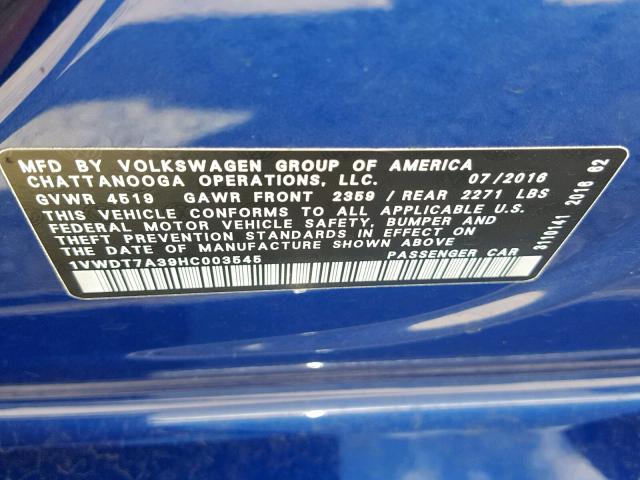 MFD BY VOLKSWAGEN GROUP OF AMERICA
CHATTANOOGA OPERATIONS, LLC. 07/2016
GVWR 4519 GAWR FRONT 2359 / REAR 2271 LBS
THIS VEHICLE CONFORMS TO ALL APPLICABLE U.S.
FEDERAL MOTOR VEHICLE SAFETY, BUMPER AND
THEFT PREVENTION STANDARDS IN EFFECT ON
THE DATE OF MANUFACTURE SHOWN ABOVE
1VWDT7A39HC003545 PASSENGER CAR
3110141 2016 62